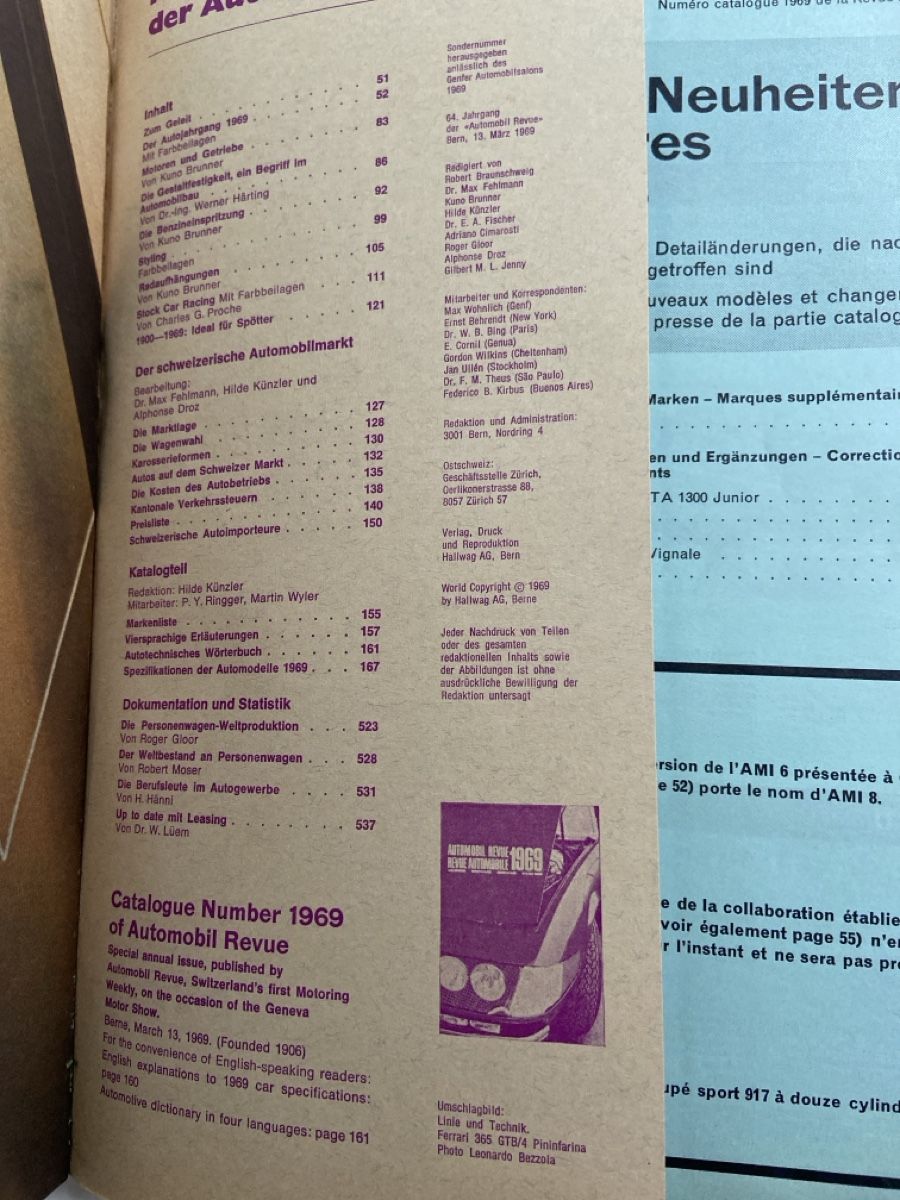 der
Inhalt
Zum Geleit . . . . . . . . . . 51
Der Autojahrgang 1969 . . . . . . . 52
Mit Farbbeilagen
Motoren und Getriebe . . . . . . . 83
Von Kuno Brunner
Die Gestaltfestigkeit, ein Begriff im
Automobilbau . . . . . . . . . 86
Von Dr.-Ing. Werner Härting
Die Benzineinspritzung . . . . . . . 92
Von Kuno Brunner
Styling . . . . . . . . . . . 99
Farbbeilagen
Radaufhängungen . . . . . . . . 105
Von Kuno Brunner
Stock Car Racing Mit Farbbeilagen . . . . 111
Von Charles G. Proche
1900—1969: Ideal für Spötter . . . . . 121
Der schweizerische Automobilmarkt
Bearbeitung:
Dr. Max Fehlmann, Hilde Künzler und
Alphonse Droz
Die Marktlage . . . . . . . . . 127
Die Wagenwahl . . . . . . . . . 128
Karosserieformen . . . . . . . . 130
Autos auf dem Schweizer Markt . . . . . 132
Die Kosten des Autobetriebs . . . . . . 135
Kantonale Verkehrssteuern . . . . . . 138
Preisliste . . . . . . . . . . 140
Schweizerische Autoimporteure . . . . . 150
Katalogteil
Redaktion: Hilde Künzler
Mitarbeiter: P. Y. Ringger, Martin Wyler
Markenliste . . . . . . . . . . 155
Viersprachige Erläuterungen . . . . . . 157
Autotechnisches Wörterbuch . . . . . . 161
Spezifikationen der Automodelle 1969 . . . 167
Dokumentation und Statistik
Die Personenwagen-Weltproduktion . . . . 523
Von Roger Gloor
Der Weltbestand an Personenwagen . . . . 528
Von Robert Moser
Die Berufsleute im Autogewerbe . . . . . 531
Von H. Hänni
Up to date mit Leasing . . . . . . . 537
Von Dr. W. Lüem
Catalogue Number 1969
of Automobil Revue
Special annual issue, published by
Automobil Revue, Switzerland's first Motoring
Weekly, on the occasion of the Geneva
Motor Show.
Berne, March 13, 1969. (Founded 1906)
For the convenience of English-speaking readers:
English explanations to 1969 car specifications:
page 160
Automotive dictionary in four languages: page 161
Sondernummer
herausgegeben
anlässlich des
Genfer Automobilsalons
1969
64. Jahrgang
der «Automobil Revue»
Bern, 13. März 1969
Redigiert von
Robert Braunschweig
Dr. Max Fehlmann
Kuno Brunner
Hilde Künzler
Dr. E. A. Fischer
Adriano Cimarosti
Roger Gloor
Alphonse Droz
Gilbert M. L. Jenny
Mitarbeiter und Korrespondenten:
Max Wohnlich (Genf)
Ernst Behrendt (New York)
Dr. W. B. Bing (Paris)
E. Cornil (Genua)
Gordon Wilkins (Cheltenham)
Jan Ullén (Stockholm)
Dr. F. M. Theus (São Paulo)
Federico B. Kirbus (Buenos Aires)
Redaktion und Administration:
3001 Bern, Nordring 4
Ostschweiz:
Geschäftsstelle Zürich,
Oerlikonerstrasse 88,
8057 Zürich 57
Verlag, Druck
und Reproduktion
Hallwag AG, Bern
World Copyright © 1969
by Hallwag AG, Berne
Jeder Nachdruck von Teilen
oder des gesamten
redaktionellen Inhalts sowie
der Abbildungen ist ohne
ausdrückliche Bewilligung der
Redaktion untersagt
AUTOMOBIL REVUE 1969
REVUE AUTOMOBILE
Umschlagbild:
Linie und Technik.
Ferrari 365 GTB/4 Pininfarina
Photo Leonardo Bezzola
Numéro catalogue 1969 de la Revue
Neuheiten
es
Detailänderungen, die nac
getroffen sind
uveaux modèles et change
presse de la partie catalog
Marken – Marques supplémentai
en und Ergänzungen – Correctio
nts
TA 1300 Junior . . . . . . .
Vignale . . . . . . . . .
rsion de l'AMI 6 présentée à
e 52) porte le nom d'AMI 8.
e de la collaboration établie
voir également page 55) n'e
r l'instant et ne sera pas pr
upé sport 917 à douze cylind